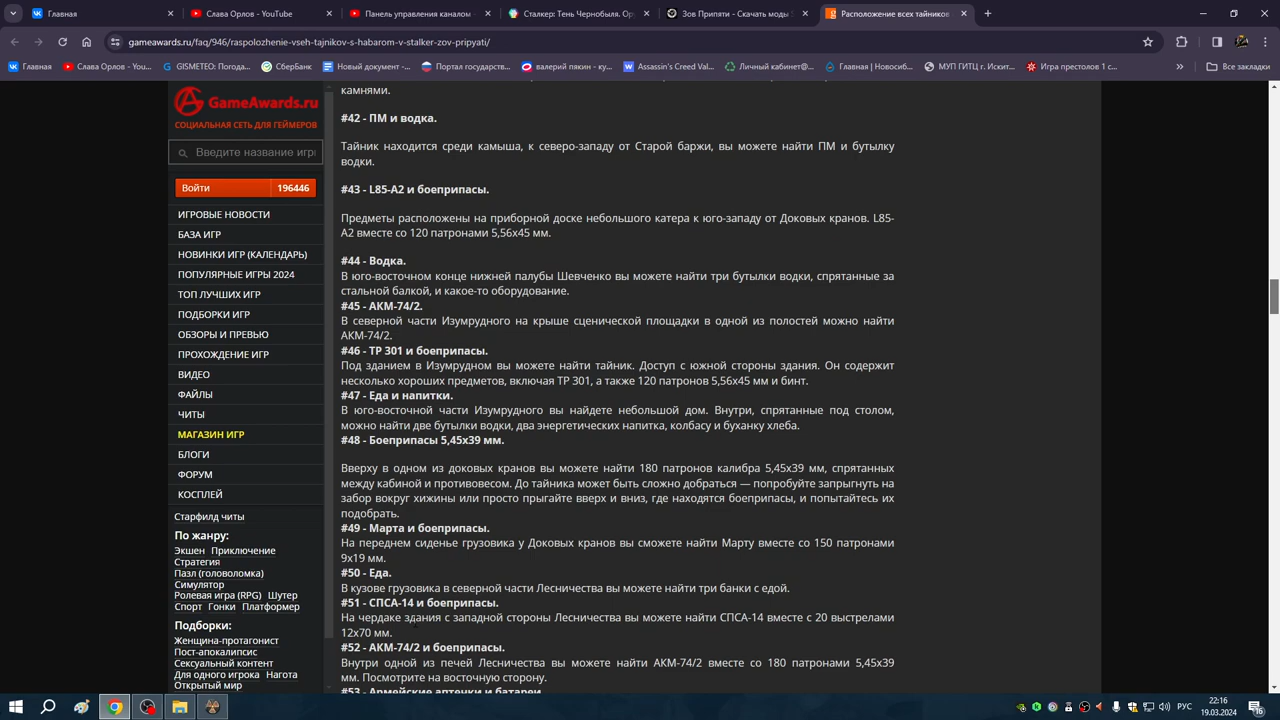 Главная
Слава Орлов - YouTube
Панель управления каналом
Сталкер: Тень Чернобыля. Ор
Зов Припяти - Скачать моды
Расположение всех тайников
gameawards.ru/faq/946/raspolozhenie-vseh-tajnikov-s-habarom-v-stalker-zov-pripyati/
Главная
Слава Орлов - You...
GISMETEO: Погода...
СберБанк
Новый документ -...
Портал государств...
валерий пякин - ку...
Assassin's Creed Val...
Личный кабинет@...
Главная | Новосиб...
МУП ГИТЦ г. Искит...
Игра престолов 1 с...
»
Все закладки
GameAwards.ru
СОЦИАЛЬНАЯ СЕТЬ ДЛЯ ГЕЙМЕРОВ
Введите название игры
Войти 196446
ИГРОВЫЕ НОВОСТИ
БАЗА ИГР
НОВИНКИ ИГР (КАЛЕНДАРЬ)
ПОПУЛЯРНЫЕ ИГРЫ 2024
ТОП ЛУЧШИХ ИГР
ПОДБОРКИ ИГР
ОБЗОРЫ И ПРЕВЬЮ
ПРОХОЖДЕНИЕ ИГР
ВИДЕО
ФАЙЛЫ
ЧИТЫ
МАГАЗИН ИГР
БЛОГИ
ФОРУМ
КОСПЛЕЙ
Старфилд читы
По жанру:
Экшен Приключение
Стратегия
Пазл (головоломка)
Симулятор
Ролевая игра (RPG) Шутер
Спорт Гонки Платформер
Подборки:
Женщина-протагонист
Пост-апокалипсис
Сексуальный контент
Для одного игрока Нагота
Открытый мир
камнями.
#42 - ПМ и водка.
Тайник находится среди камыша, к северо-западу от Старой баржи, вы можете найти ПМ и бутылку
водки.
#43 - L85-A2 и боеприпасы.
Предметы расположены на приборной доске небольшого катера к юго-западу от Доковых кранов. L85-
A2 вместе со 120 патронами 5,56x45 мм.
#44 - Водка.
В юго-восточном конце нижней палубы Шевченко вы можете найти три бутылки водки, спрятанные за
стальной балкой, и какое-то оборудование.
#45 - АКМ-74/2.
В северной части Изумрудного на крыше сценической площадки в одной из полостей можно найти
АКМ-74/2.
#46 - ТР 301 и боеприпасы.
Под зданием в Изумрудном вы можете найти тайник. Доступ с южной стороны здания. Он содержит
несколько хороших предметов, включая ТР 301, а также 120 патронов 5,56x45 мм и бинт.
#47 - Еда и напитки.
В юго-восточной части Изумрудного вы найдете небольшой дом. Внутри, спрятанные под столом,
можно найти две бутылки водки, два энергетических напитка, колбасу и буханку хлеба.
#48 - Боеприпасы 5,45x39 мм.
Вверху в одном из доковых кранов вы можете найти 180 патронов калибра 5,45x39 мм, спрятанных
между кабиной и противовесом. До тайника может быть сложно добраться — попробуйте запрыгнуть на
забор вокруг хижины или просто прыгайте вверх и вниз, где находятся боеприпасы, и попытайтесь их
подобрать.
#49 - Марта и боеприпасы.
На переднем сиденье грузовика у Доковых кранов вы сможете найти Марту вместе со 150 патронами
9x19 мм.
#50 - Еда.
В кузове грузовика в северной части Лесничества вы можете найти три банки с едой.
#51 - СПСА-14 и боеприпасы.
На чердаке здания с западной стороны Лесничества вы можете найти СПСА-14 вместе с 20 выстрелами
12x70 мм.
#52 - АКМ-74/2 и боеприпасы.
Внутри одной из печей Лесничества вы можете найти АКМ-74/2 вместе со 180 патронами 5,45x39
мм. Посмотрите на восточную сторону.
#53 - Армейские аптечки и батареи.
РУС
22:16
19.03.2024
16